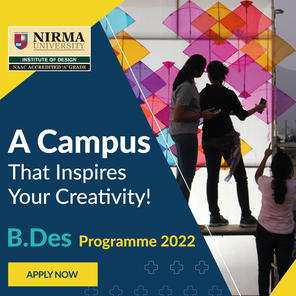 NIRMA
UNIVERSITY
INSTITUTE OF DESIGN
NAAC ACCREDITED 'A' GRADE
A Campus
That Inspires
Your Creativity!
B.Des Programme 2022
APPLY NOW